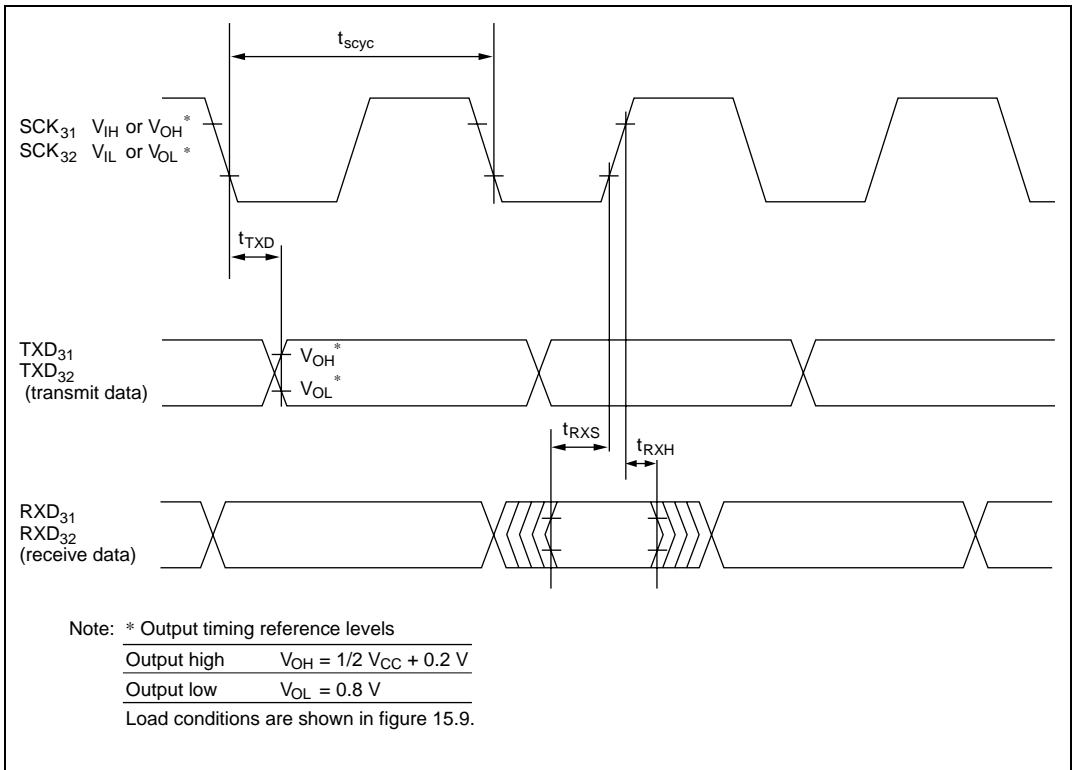 tscyc
SCK31 VIH or VOH*
SCK32 VIL or VOL*
tTXD
TXD31
TXD32
(transmit data)
VOH*
VOL*
tRXS
tRXH
RXD31
RXD32
(receive data)
Note: * Output timing reference levels
Output high VOH = 1/2 VCC + 0.2 V
Output low VOL = 0.8 V
Load conditions are shown in figure 15.9.